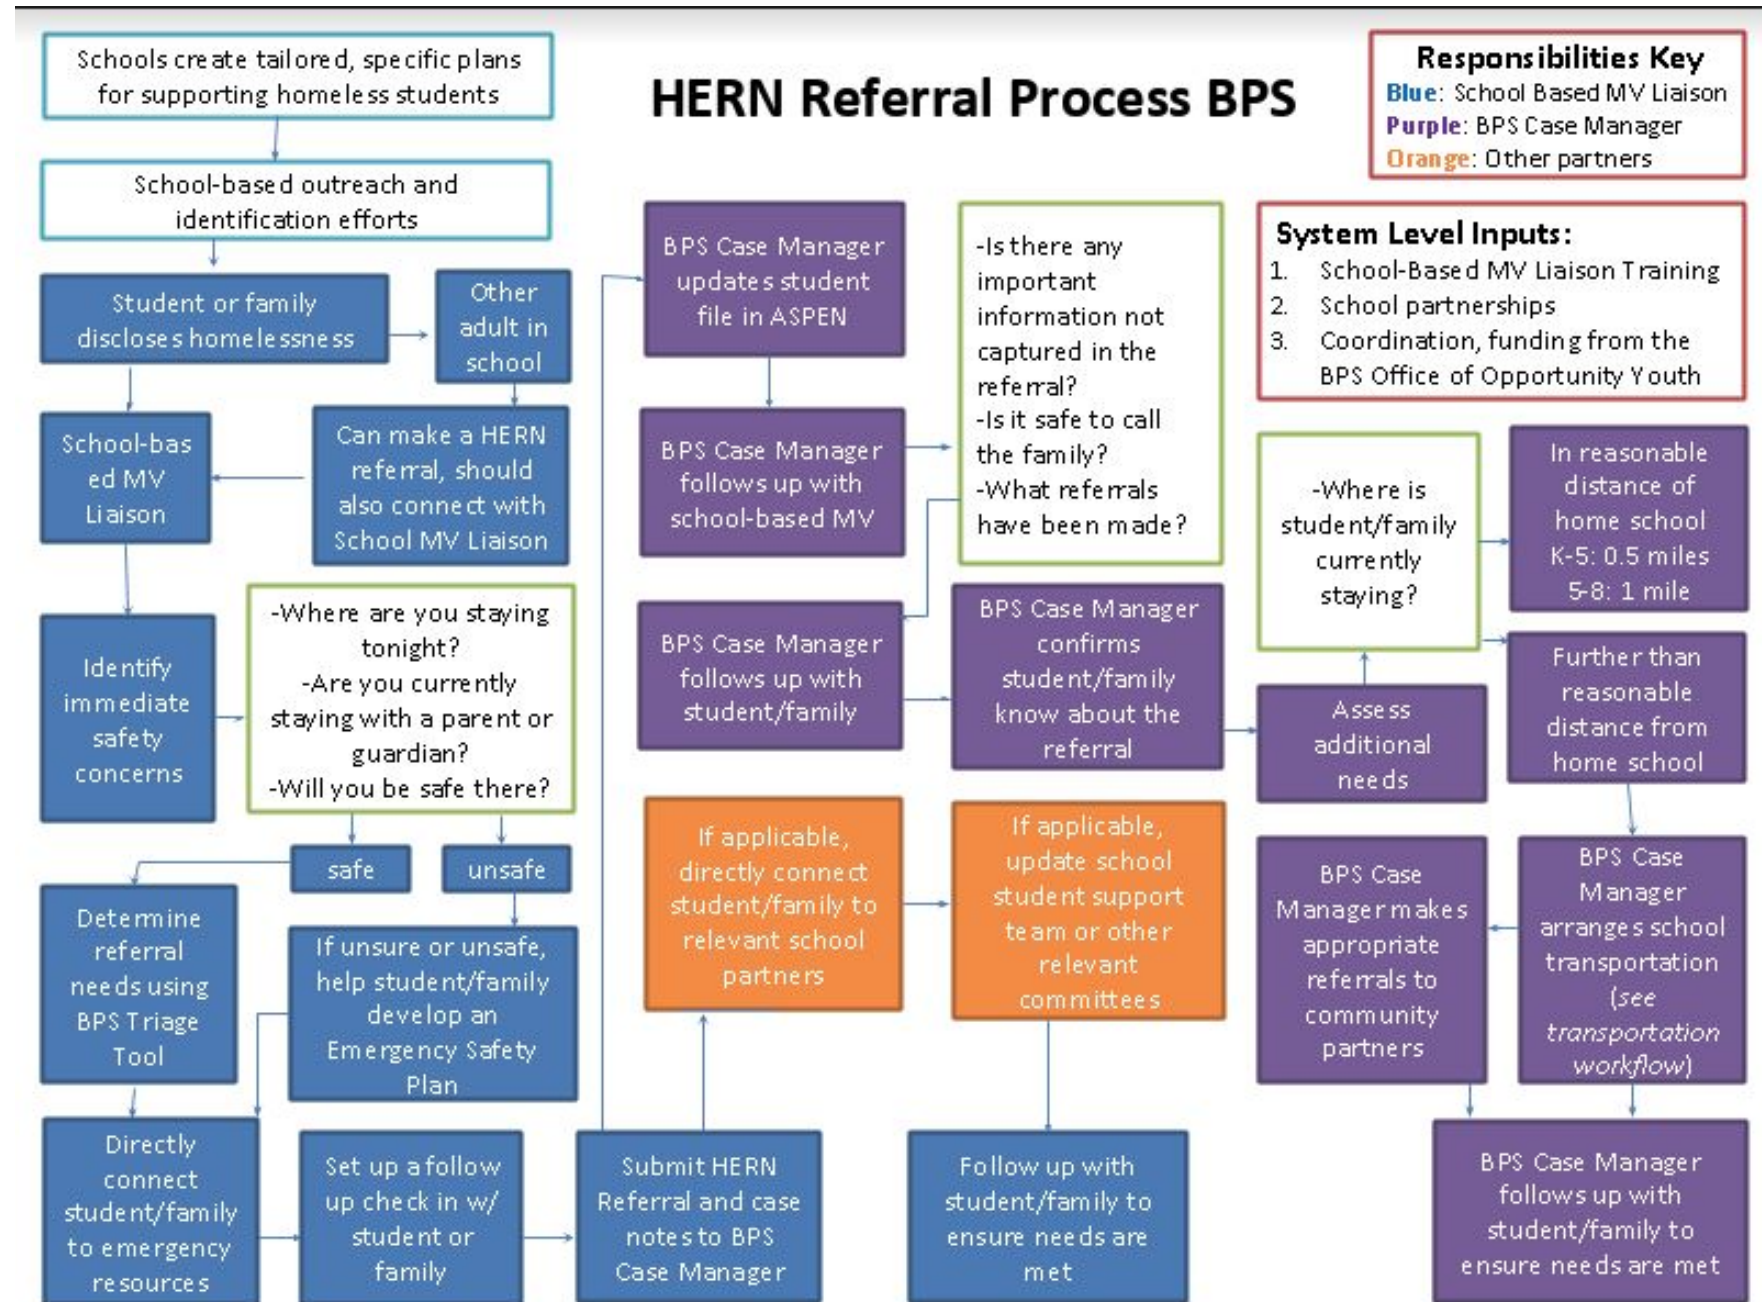 Schools create tailored, specific plans
for supporting homeless students
HERN Referral Process BPS
Responsibilities Key
Blue: School Based MV Liaison
Purple: BPS Case Manager
Orange: Other partners
School-based outreach and
identification efforts
System Level Inputs:
1. School-Based MV Liaison Training
2. School partnerships
3. Coordination, funding from the
BPS Office of Opportunity Youth
Student or family
discloses homelessness
Other
adult in
school
School-bas
ed MV
Liaison
Can make a HERN
referral, should
also connect with
School MV Liaison
Identify
immediate
safety
concerns
-Where are you staying
tonight?
-Are you currently
staying with a parent or
guardian?
-Will you be safe there?
safe
unsafe
Determine
referral
needs using
BPS Triage
Tool
If unsure or unsafe,
help student/family
develop an
Emergency Safety
Plan
Directly
connect
student/family
to emergency
resources
Set up a follow
up check in w/
student or
family
Submit HERN
Referral and case
notes to BPS
Case Manager
BPS Case Manager
updates student
file in ASPEN
BPS Case Manager
follows up with
school-based MV
-Is there any
important
information not
captured in the
referral?
-Is it safe to call
the family?
-What referrals
have been made?
BPS Case Manager
follows up with
student/family
BPS Case Manager
confirms
student/family
know about the
referral
If applicable,
directly connect
student/family to
relevant school
partners
If applicable,
update school
student support
team or other
relevant
committees
Follow up with
student/family to
ensure needs are
met
Assess
additional
needs
-Where is
student/family
currently
staying?
In reasonable
distance of
home school
K-5: 0.5 miles
5-8: 1 mile
Further than
reasonable
distance from
home school
BPS Case
Manager
arranges school
transportation
(see
transportation
workflow)
BPS Case
Manager makes
appropriate
referrals to
community
partners
BPS Case Manager
follows up with
student/family to
ensure needs are met